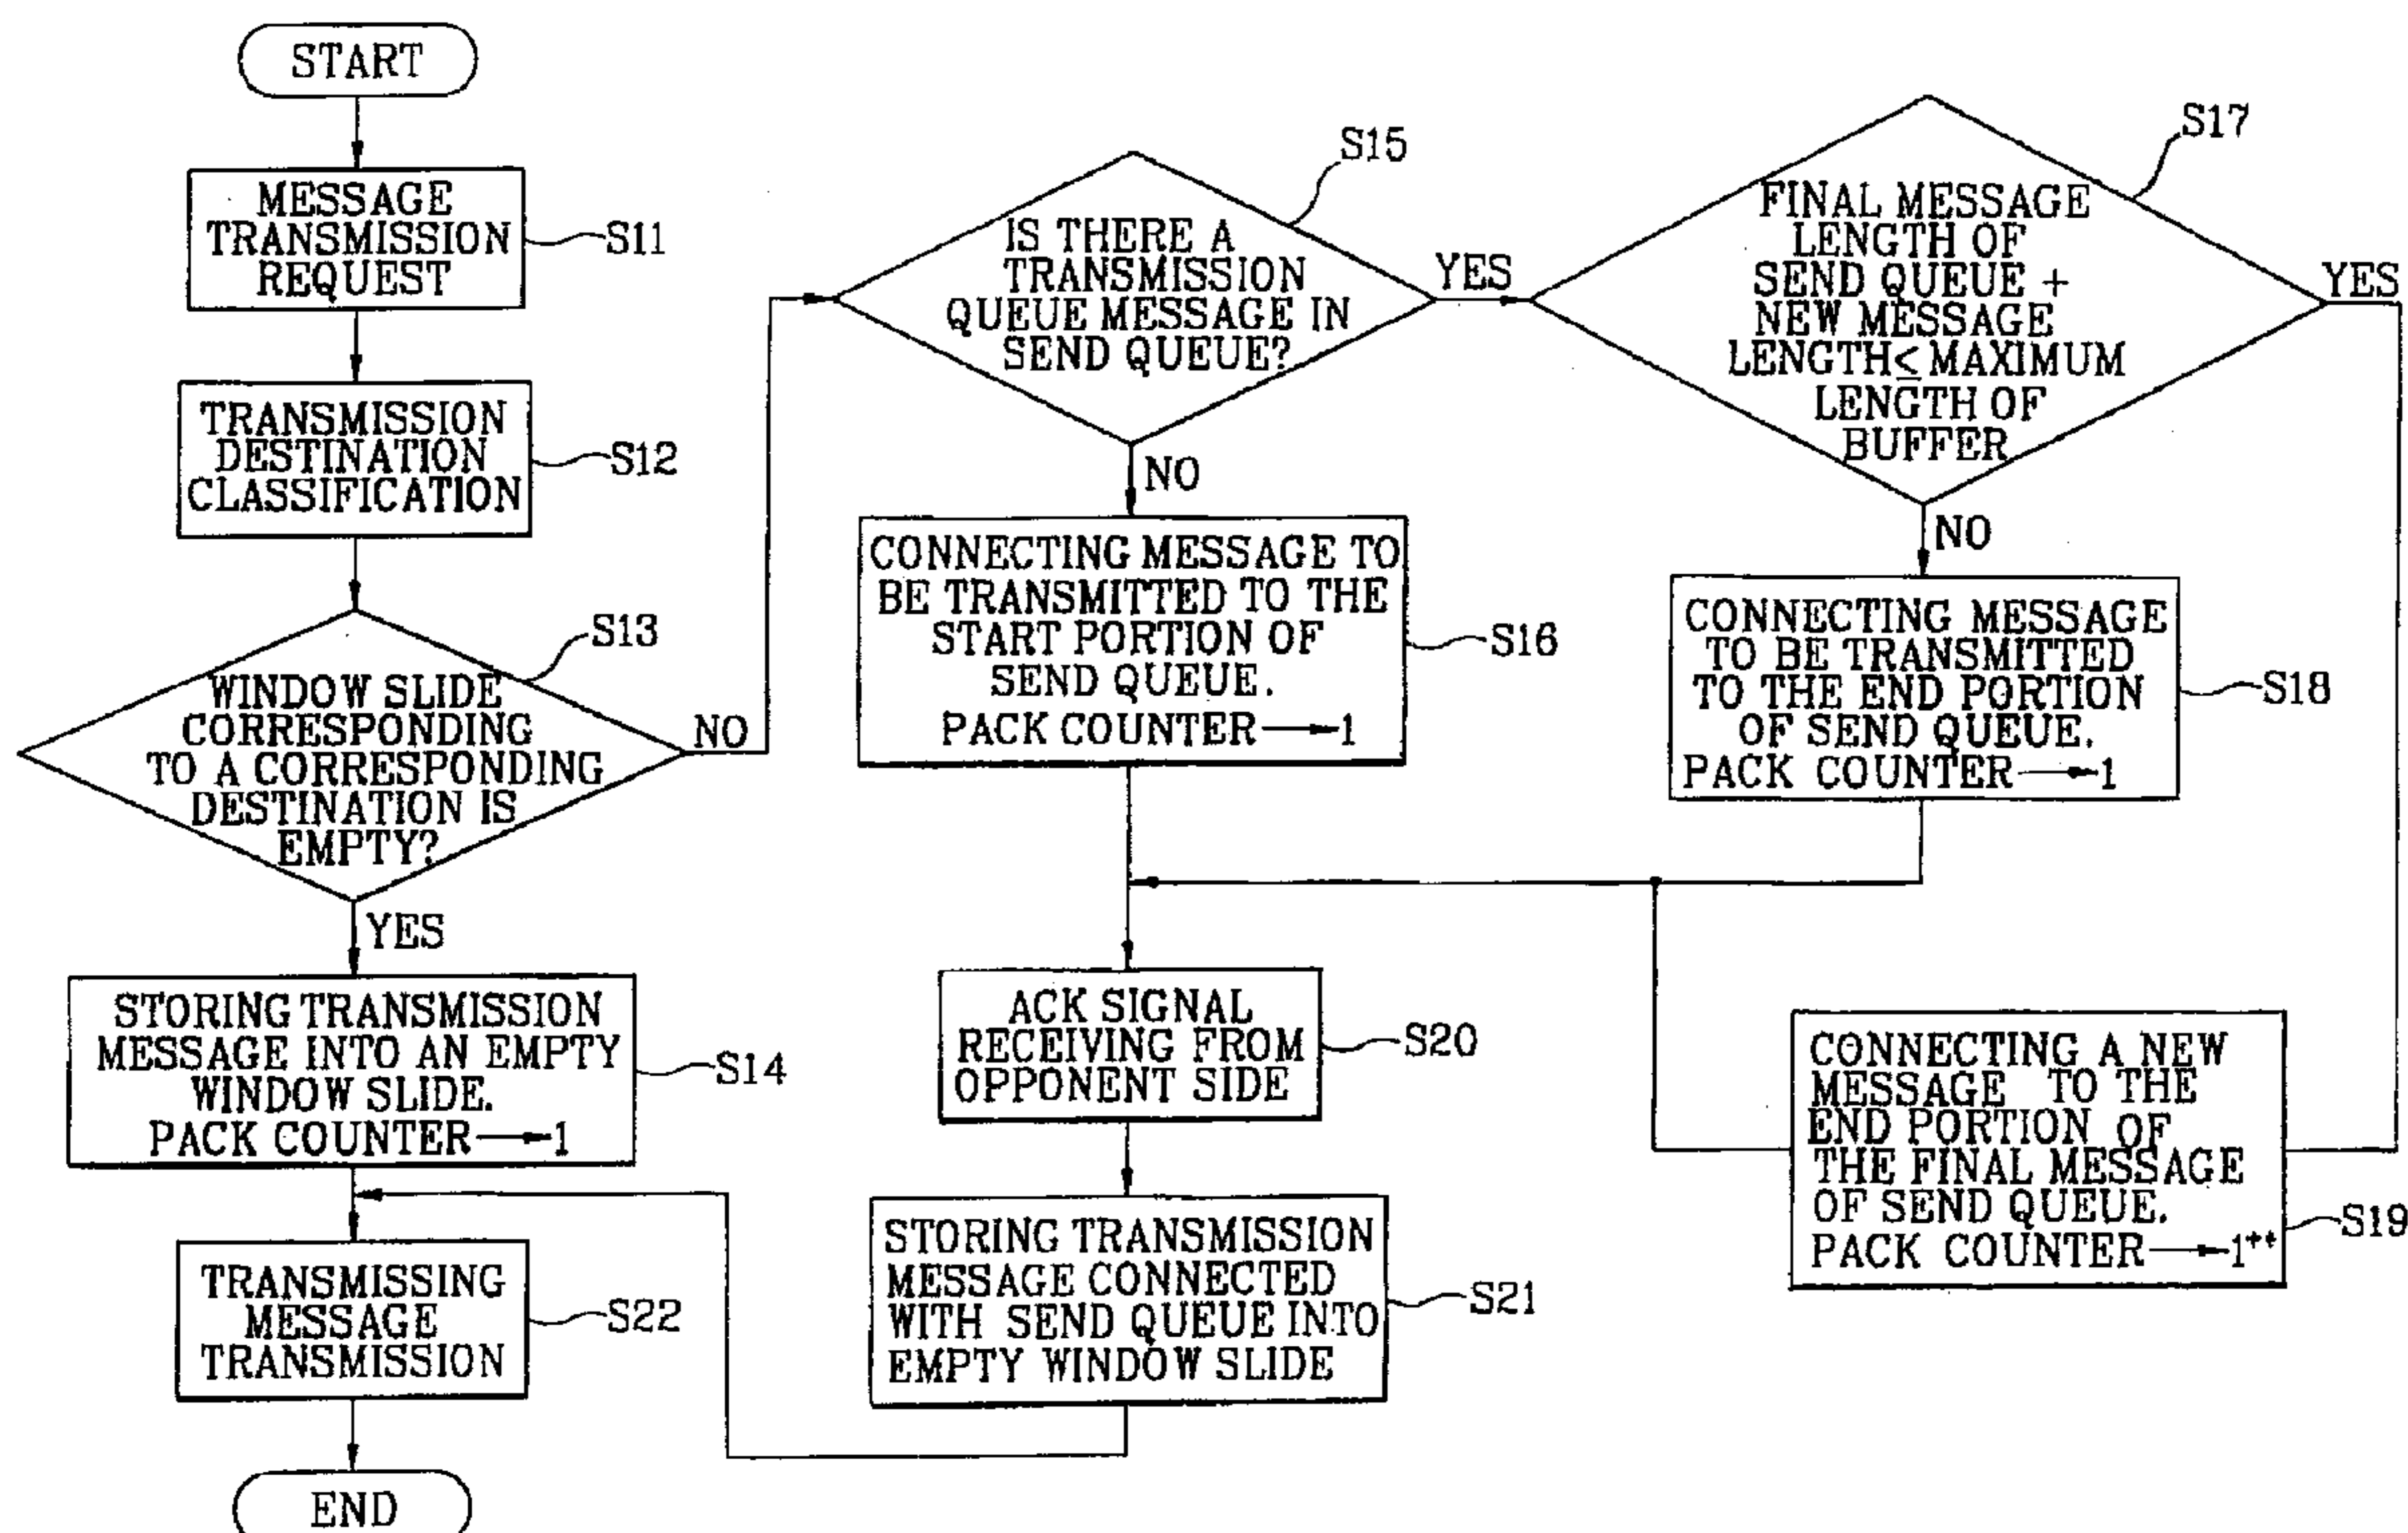 START
MESSAGE
TRANSMISSION
REQUEST
S11
TRANSMISSION
DESTINATION
CLASSIFICATION
S12
WINDOW SLIDE
CORRESPONDING
TO A CORRESPONDING
DESTINATION IS
EMPTY?
S13
NO
YES
STORING TRANSMISSION
MESSAGE INTO AN EMPTY
WINDOW SLIDE.
PACK COUNTER → 1
S14
TRANSMISSING
MESSAGE
TRANSMISSION
S22
END
IS THERE A
TRANSMISSION
QUEUE MESSAGE IN
SEND QUEUE?
S15
YES
NO
CONNECTING MESSAGE TO
BE TRANSMITTED TO THE
START PORTION OF
SEND QUEUE.
PACK COUNTER → 1
S16
ACK SIGNAL
RECEIVING FROM
OPPONENT SIDE
S20
STORING TRANSMISSION
MESSAGE CONNECTED
WITH SEND QUEUE INTO
EMPTY WINDOW SLIDE
S21
FINAL MESSAGE
LENGTH OF
SEND QUEUE +
NEW MESSAGE
LENGTH ≤ MAXIMUM
LENGTH OF
BUFFER
S17
YES
NO
CONNECTING MESSAGE
TO BE TRANSMITTED
TO THE END PORTION
OF SEND QUEUE.
PACK COUNTER → 1
S18
CONNECTING A NEW
MESSAGE TO THE
END PORTION OF
THE FINAL MESSAGE
OF SEND QUEUE.
PACK COUNTER → 1++
S19